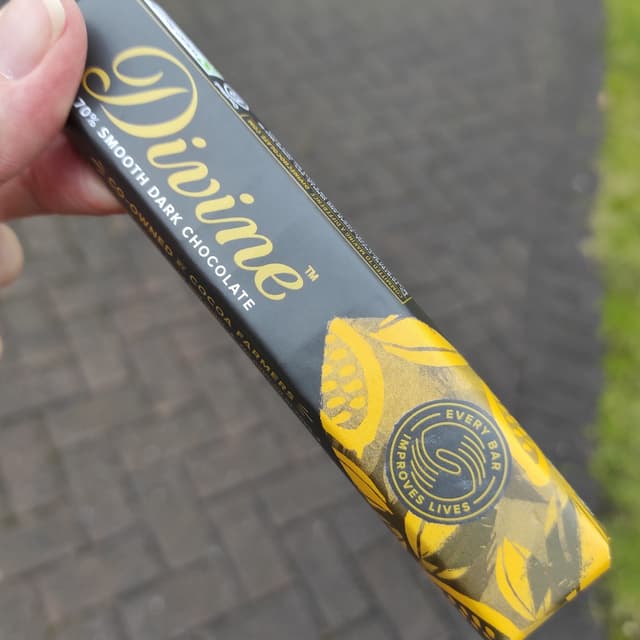 Divine™
70% SMOOTH DARK CHOCOLATE
CO-OWNED BY COCOA FARMERS
EVERY BAR
IMPROVES LIVES